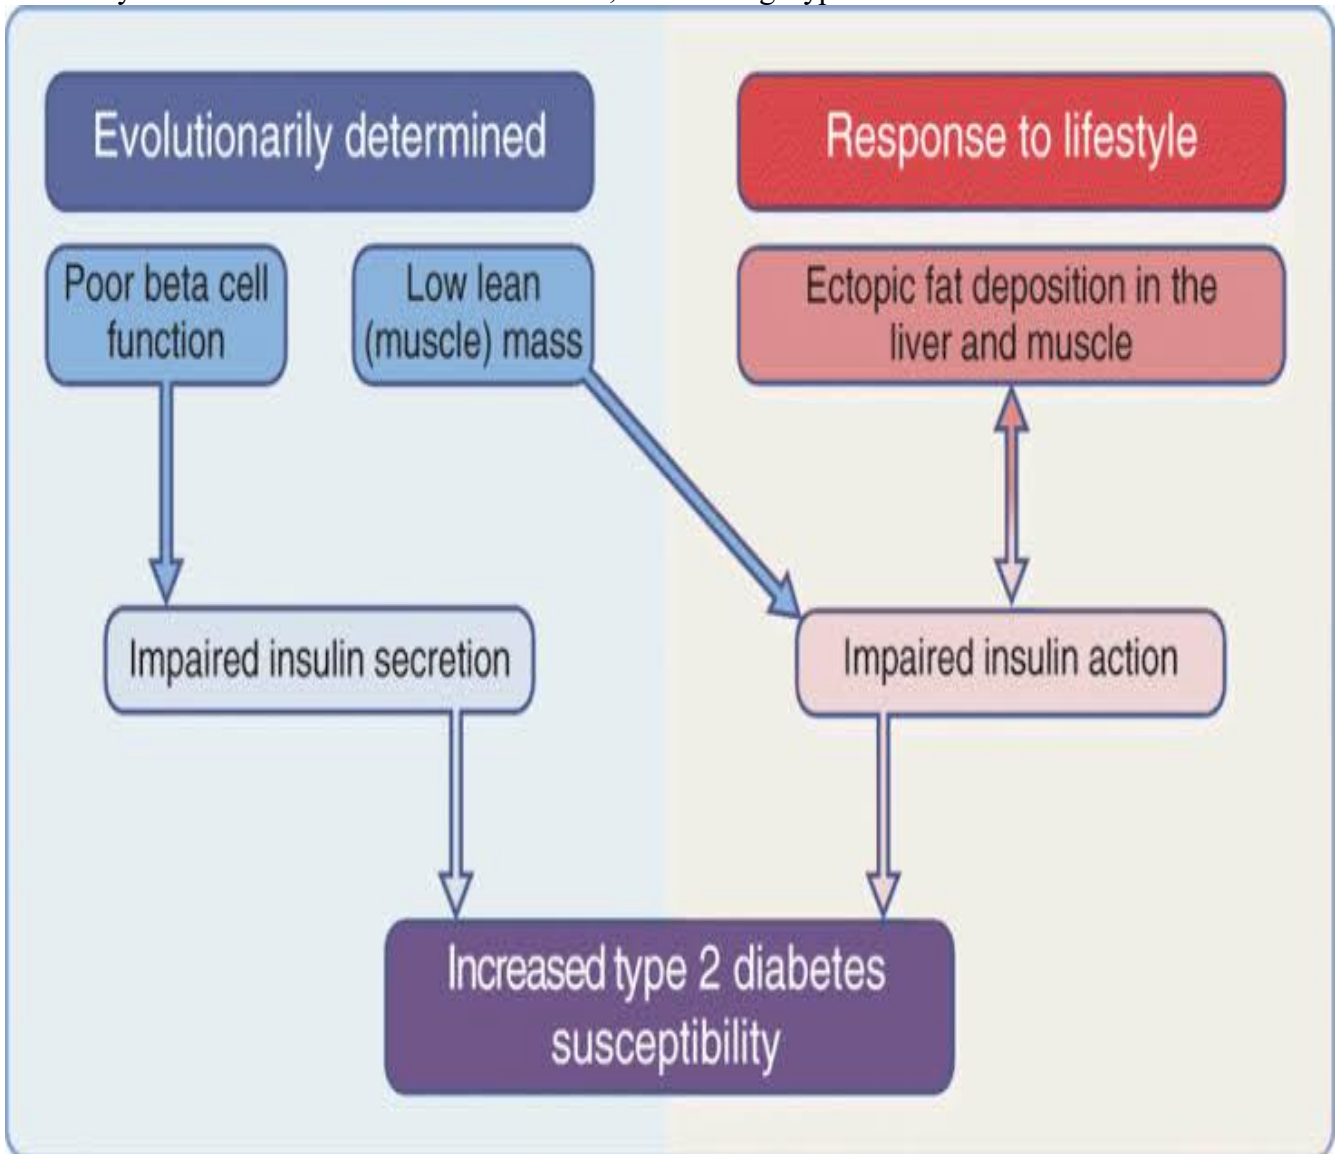 Evolutionarily determined
Response to lifestyle
Poor beta cell
function
Low lean
(muscle) mass
Ectopic fat deposition in the
liver and muscle
Impaired insulin secretion
Impaired insulin action
Increased type 2 diabetes
susceptibility